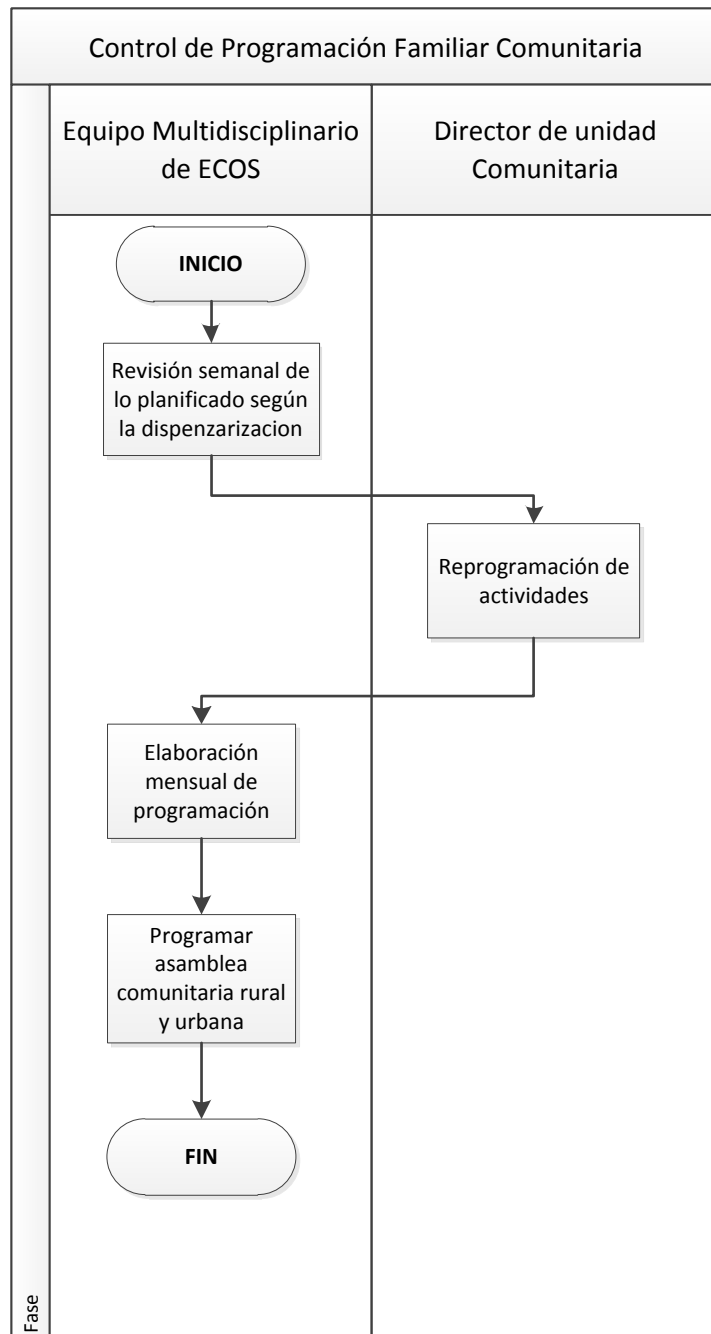 Control de Programación Familiar Comunitaria
Equipo Multidisciplinario
de ECOS
Director de unidad
Comunitaria
INICIO
Revisión semanal de
lo planificado según
la dispenzarizacion
Reprogramación de
actividades
Elaboración
mensual de
programación
Programar
asamblea
comunitaria rural
y urbana
FIN
Fase